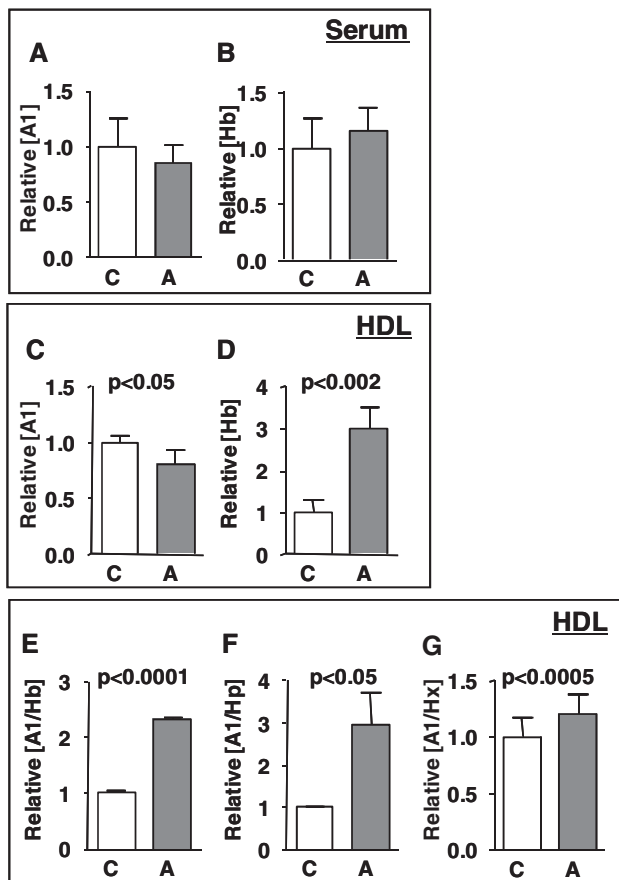 Serum
A
B
Relative [A1]
1.5
1.0
0.5
0.0
C
A
Relative [Hb]
1.5
1.0
0.5
0.0
C
A
HDL
C
D
Relative [A1]
p<0.05
1.5
1.0
0.5
0.0
C
A
Relative [Hb]
p<0.002
4
3
2
1
0
C
A
HDL
E
F
G
Relative [A1/Hb]
p<0.0001
3
2
1
0
C
A
Relative [A1/Hp]
p<0.05
4
3
2
1
0
C
A
Relative [A1/Hx]
p<0.0005
1.5
1.0
0.5
0.0
C
A